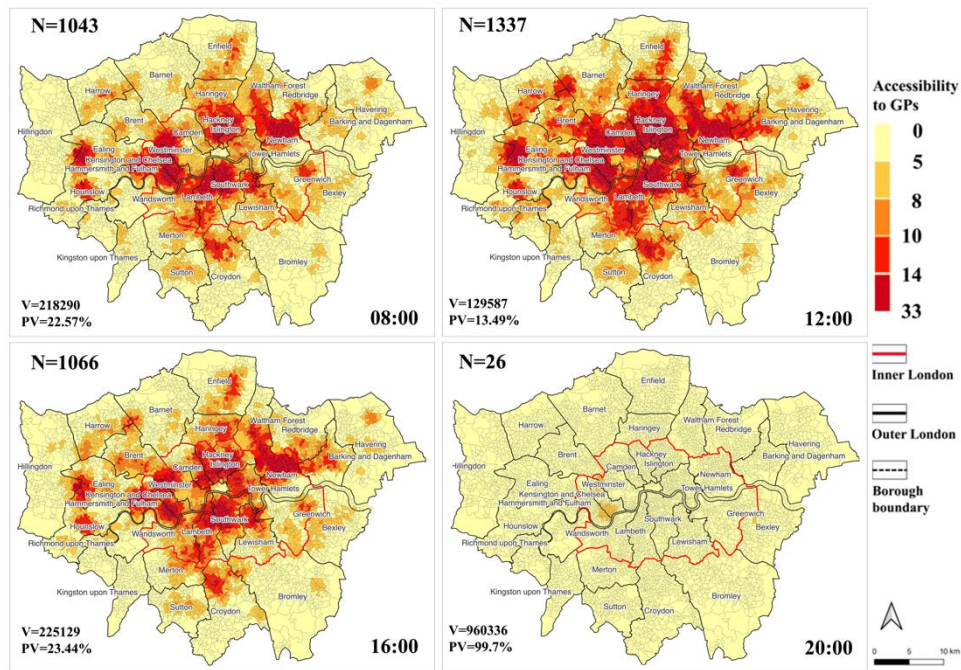 N=1043
Enfield
Barnet
Harrow
Haringey
Waltham Forest
Redbridge
Havering
Barking and Dagenham
Brent
Camden
Hackney
Islington
Hillingdon
Newham
Ealing
Westminster
Tower Hamlets
Kensington and Chelsea
Hammersmith and Fulham
Hounslow
Southwark
Greenwich
Bexley
Wandsworth
Lambeth
Richmond upon Thames
Lewisham
Merton
Kingston upon Thames
Bromley
Sutton
Croydon
V=218290
PV=22.57%
08:00
N=1337
Enfield
Barnet
Harrow
Haringey
Waltham Forest
Redbridge
Havering
Barking and Dagenham
Brent
Camden
Hackney
Islington
Hillingdon
Newham
Ealing
Westminster
Tower Hamlets
Kensington and Chelsea
Hammersmith and Fulham
Hounslow
Southwark
Greenwich
Bexley
Wandsworth
Lambeth
Richmond upon Thames
Lewisham
Merton
Kingston upon Thames
Bromley
Sutton
Croydon
V=129587
PV=13.49%
12:00
N=1066
Enfield
Barnet
Harrow
Haringey
Waltham Forest
Redbridge
Havering
Barking and Dagenham
Brent
Camden
Hackney
Islington
Hillingdon
Newham
Ealing
Westminster
Tower Hamlets
Kensington and Chelsea
Hammersmith and Fulham
Hounslow
Southwark
Greenwich
Bexley
Wandsworth
Lambeth
Richmond upon Thames
Lewisham
Merton
Kingston upon Thames
Bromley
Sutton
Croydon
V=225129
PV=23.44%
16:00
N=26
Enfield
Barnet
Harrow
Haringey
Waltham Forest
Redbridge
Havering
Barking and Dagenham
Brent
Camden
Hackney
Islington
Hillingdon
Newham
Ealing
Westminster
Tower Hamlets
Kensington and Chelsea
Hammersmith and Fulham
Hounslow
Southwark
Greenwich
Bexley
Wandsworth
Lambeth
Richmond upon Thames
Lewisham
Merton
Kingston upon Thames
Bromley
Sutton
Croydon
V=960336
PV=99.7%
20:00
Accessibility
to GPs
0
5
8
10
14
33
Inner London
Outer London
Borough
boundary
0 5 10 km